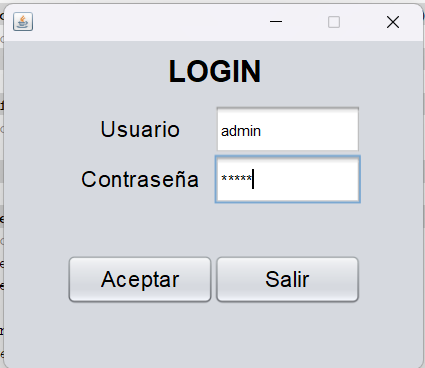 LOGIN
Usuario admin
Contraseña *****
Aceptar Salir